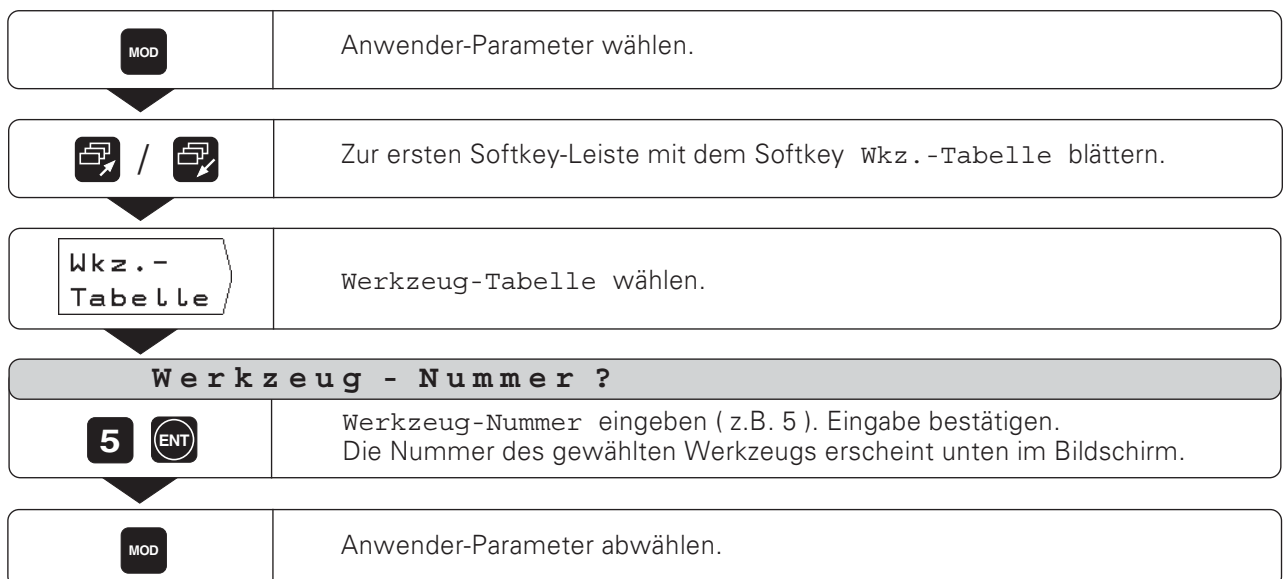 MOD
Anwender-Parameter wählen.
/
Zur ersten Softkey-Leiste mit dem Softkey Wkz.-Tabelle blättern.
Wkz.-
Tabelle
Werkzeug-Tabelle wählen.
Werkzeug - Nummer ?
5 ENT
Werkzeug-Nummer eingeben ( z.B. 5 ). Eingabe bestätigen.
Die Nummer des gewählten Werkzeugs erscheint unten im Bildschirm.
MOD
Anwender-Parameter abwählen.